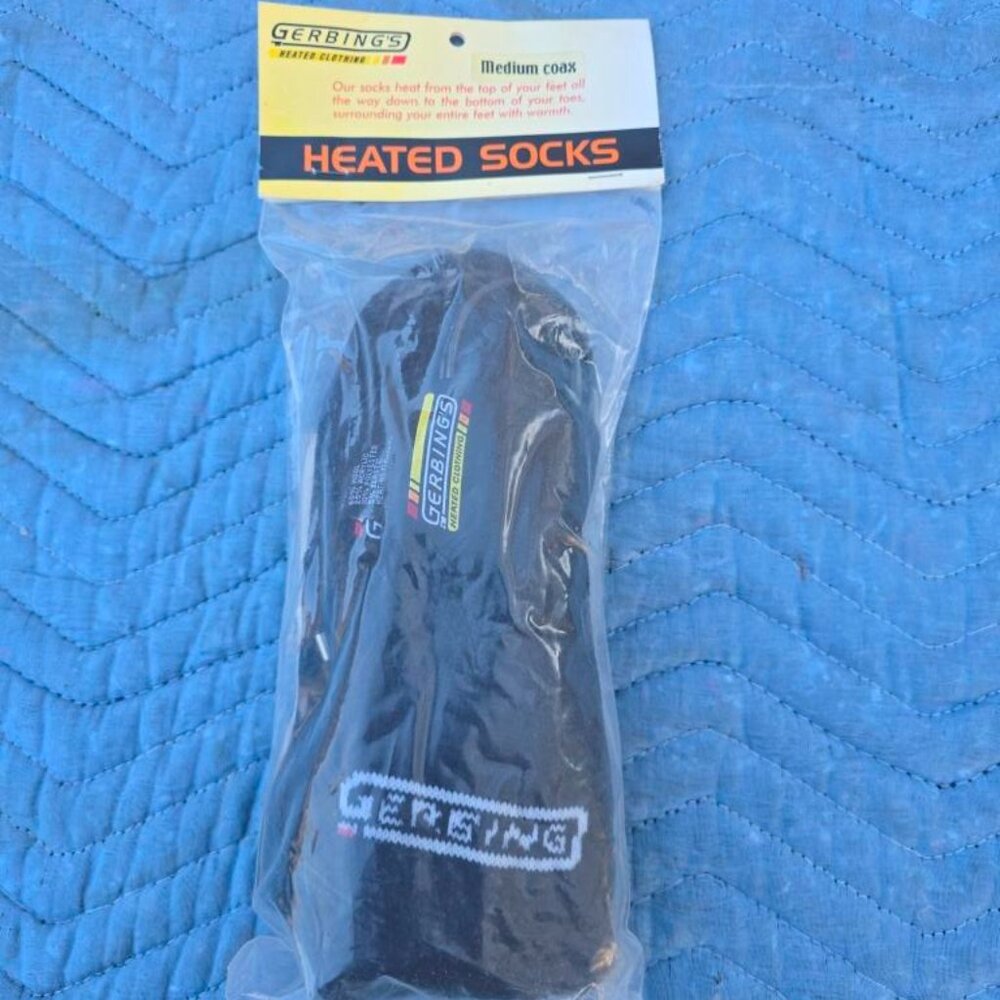 GERBING'S
HEATED CLOTHING
Medium coax
Our socks heat from the top of your feet all
the way down to the bottom of your toes,
surrounding your entire feet with warmth.
HEATED SOCKS
GERBING'S
HEATED CLOTHING
G
GERBING